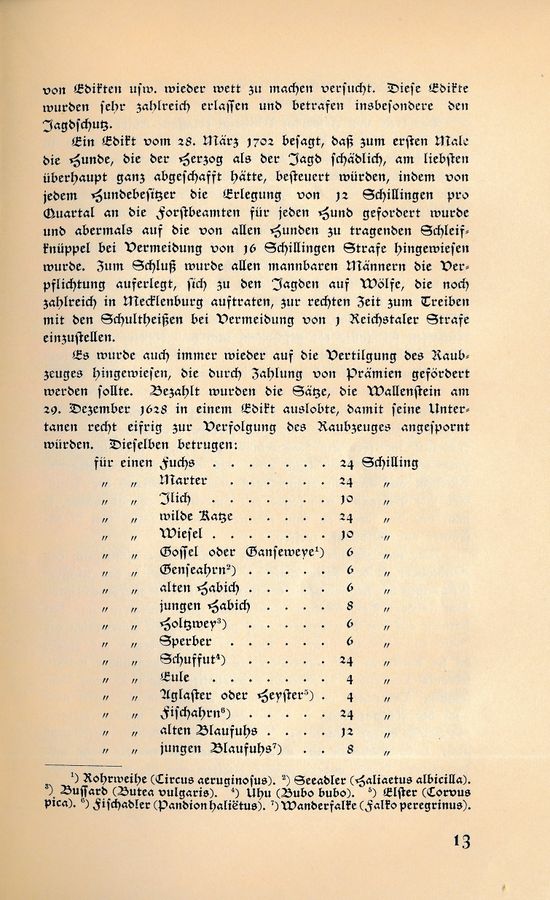 von Edikten usw. wieder wett zu machen versucht. Diese Edikte
wurden sehr zahlreich erlassen und betrafen insbesondere den
Jagdschutz.
Ein Edikt vom 28. März 1702 besagt, daß zum ersten Male
die Hunde, die der Herzog als der Jagd schädlich, am liebsten
überhaupt ganz abgeschafft hätte, besteuert würden, indem von
jedem Hundebesitzer die Erlegung von 12 Schillingen pro
Quartal an die Forstbeamten für jeden Hund gefordert wurde
und abermals auf die von allen Hunden zu tragenden Schleif-
knüppel bei Vermeidung von 16 Schillingen Strafe hingewiesen
wurde. Zum Schluß wurde allen mannbaren Männern die Ver-
pflichtung auferlegt, sich zu den Jagden auf Wölfe, die noch
zahlreich in Mecklenburg auftraten, zur rechten Zeit zum Treiben
mit den Schultheißen bei Vermeidung von 1 Reichstaler Strafe
einzustellen.
Es wurde auch immer wieder auf die Vertilgung des Raub-
zeuges hingewiesen, die durch Zahlung von Prämien gefördert
werden sollte. Bezahlt wurden die Sätze, die Wallenstein am
29. Dezember 1628 in einem Edikt auslobte, damit seine Unter-
tanen recht eifrig zur Verfolgung des Raubzeuges angespornt
würden. Dieselben betrugen:
für einen Fuchs . . . . . . . 24 Schilling
„ „ Marter . . . . . . 24 „
„ „ Ilich . . . . . . . 10 „
„ „ wilde Katze . . . . . 24 „
„ „ Wiesel . . . . . . . 10 „
„ „ Gossel oder Ganseweye¹) 6 „
„ „ Genseahrn²) . . . . . 6 „
„ „ alten Habich . . . . . 6 „
„ „ jungen Habich . . . . 8 „
„ „ Holtzwey³) . . . . . 6 „
„ „ Sperber . . . . . . 6 „
„ „ Schuffut⁴) . . . . . 24 „
„ „ Eule . . . . . . . 4 „
„ „ Aglaster oder Heyster⁵) . 4 „
„ „ Fischahrn⁶) . . . . . 24 „
„ „ alten Blaufuhs . . . . 12 „
„ „ jungen Blaufuhs⁷) . . 8 „
¹) Rohrweihe (Circus aeruginosus). ²) Seeadler (Haliaetus albicilla).
³) Bussard (Butea vulgaris). ⁴) Uhu (Bubo bubo). ⁵) Elster (Corvus
pica). ⁶) Fischadler (Pandion haliëtus). ⁷) Wanderfalke (Falko peregrinus).
13